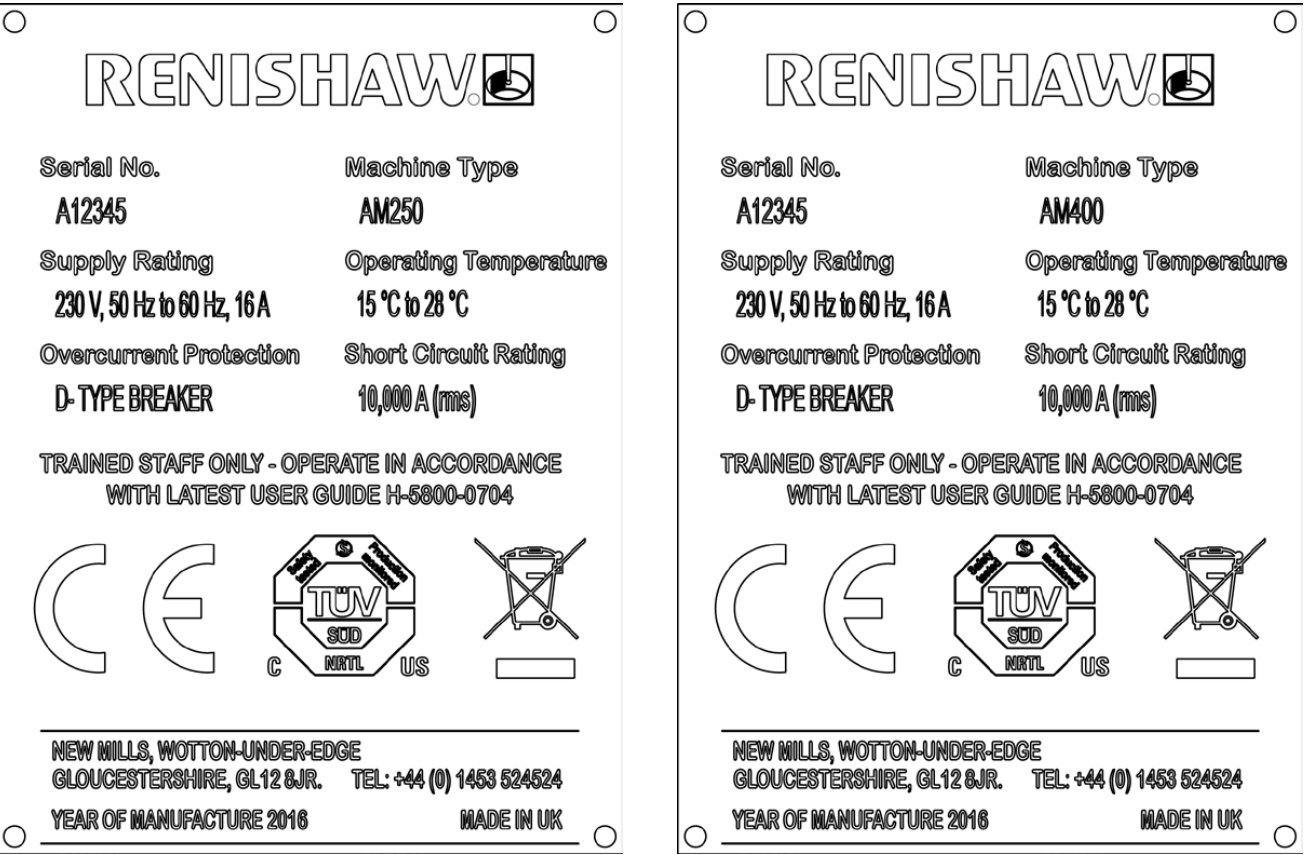 RENISHAW.
Serial No. Machine Type
A12345 AM250
Supply Rating Operating Temperature
230 V, 50 Hz to 60 Hz, 16 A 15 °C to 28 °C
Overcurrent Protection Short Circuit Rating
D- TYPE BREAKER 10,000 A (rms)
TRAINED STAFF ONLY - OPERATE IN ACCORDANCE
WITH LATEST USER GUIDE H-5800-0704
CE
S
Safety tested
Production monitored
TÜV
SÜD
C NRTL US
NEW MILLS, WOTTON-UNDER-EDGE
GLOUCESTERSHIRE, GL12 8JR. TEL: +44 (0) 1453 524524
YEAR OF MANUFACTURE 2016 MADE IN UK
RENISHAW.
Serial No. Machine Type
A12345 AM400
Supply Rating Operating Temperature
230 V, 50 Hz to 60 Hz, 16 A 15 °C to 28 °C
Overcurrent Protection Short Circuit Rating
D- TYPE BREAKER 10,000 A (rms)
TRAINED STAFF ONLY - OPERATE IN ACCORDANCE
WITH LATEST USER GUIDE H-5800-0704
CE
S
Safety tested
Production monitored
TÜV
SÜD
C NRTL US
NEW MILLS, WOTTON-UNDER-EDGE
GLOUCESTERSHIRE, GL12 8JR. TEL: +44 (0) 1453 524524
YEAR OF MANUFACTURE 2016 MADE IN UK